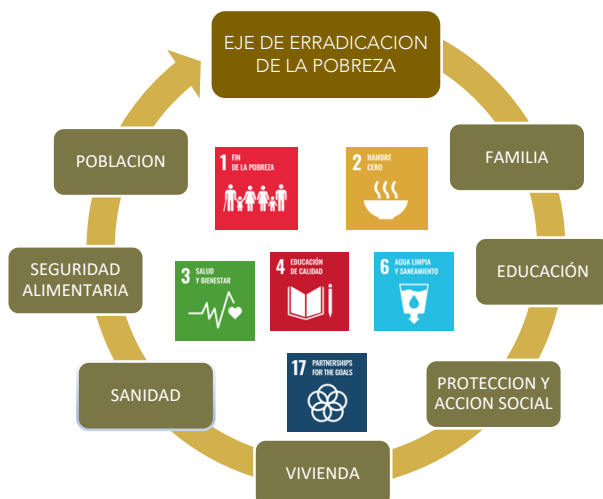 EJE DE ERRADICACION
DE LA POBREZA
FAMILIA
EDUCACIÓN
PROTECCION Y
ACCION SOCIAL
VIVIENDA
SANIDAD
SEGURIDAD
ALIMENTARIA
POBLACION
1 FIN
DE LA POBREZA
2 HAMBRE
CERO
3 SALUD
Y BIENESTAR
4 EDUCACIÓN
DE CALIDAD
6 AGUA LIMPIA
Y SANEAMIENTO
17 PARTNERSHIPS
FOR THE GOALS